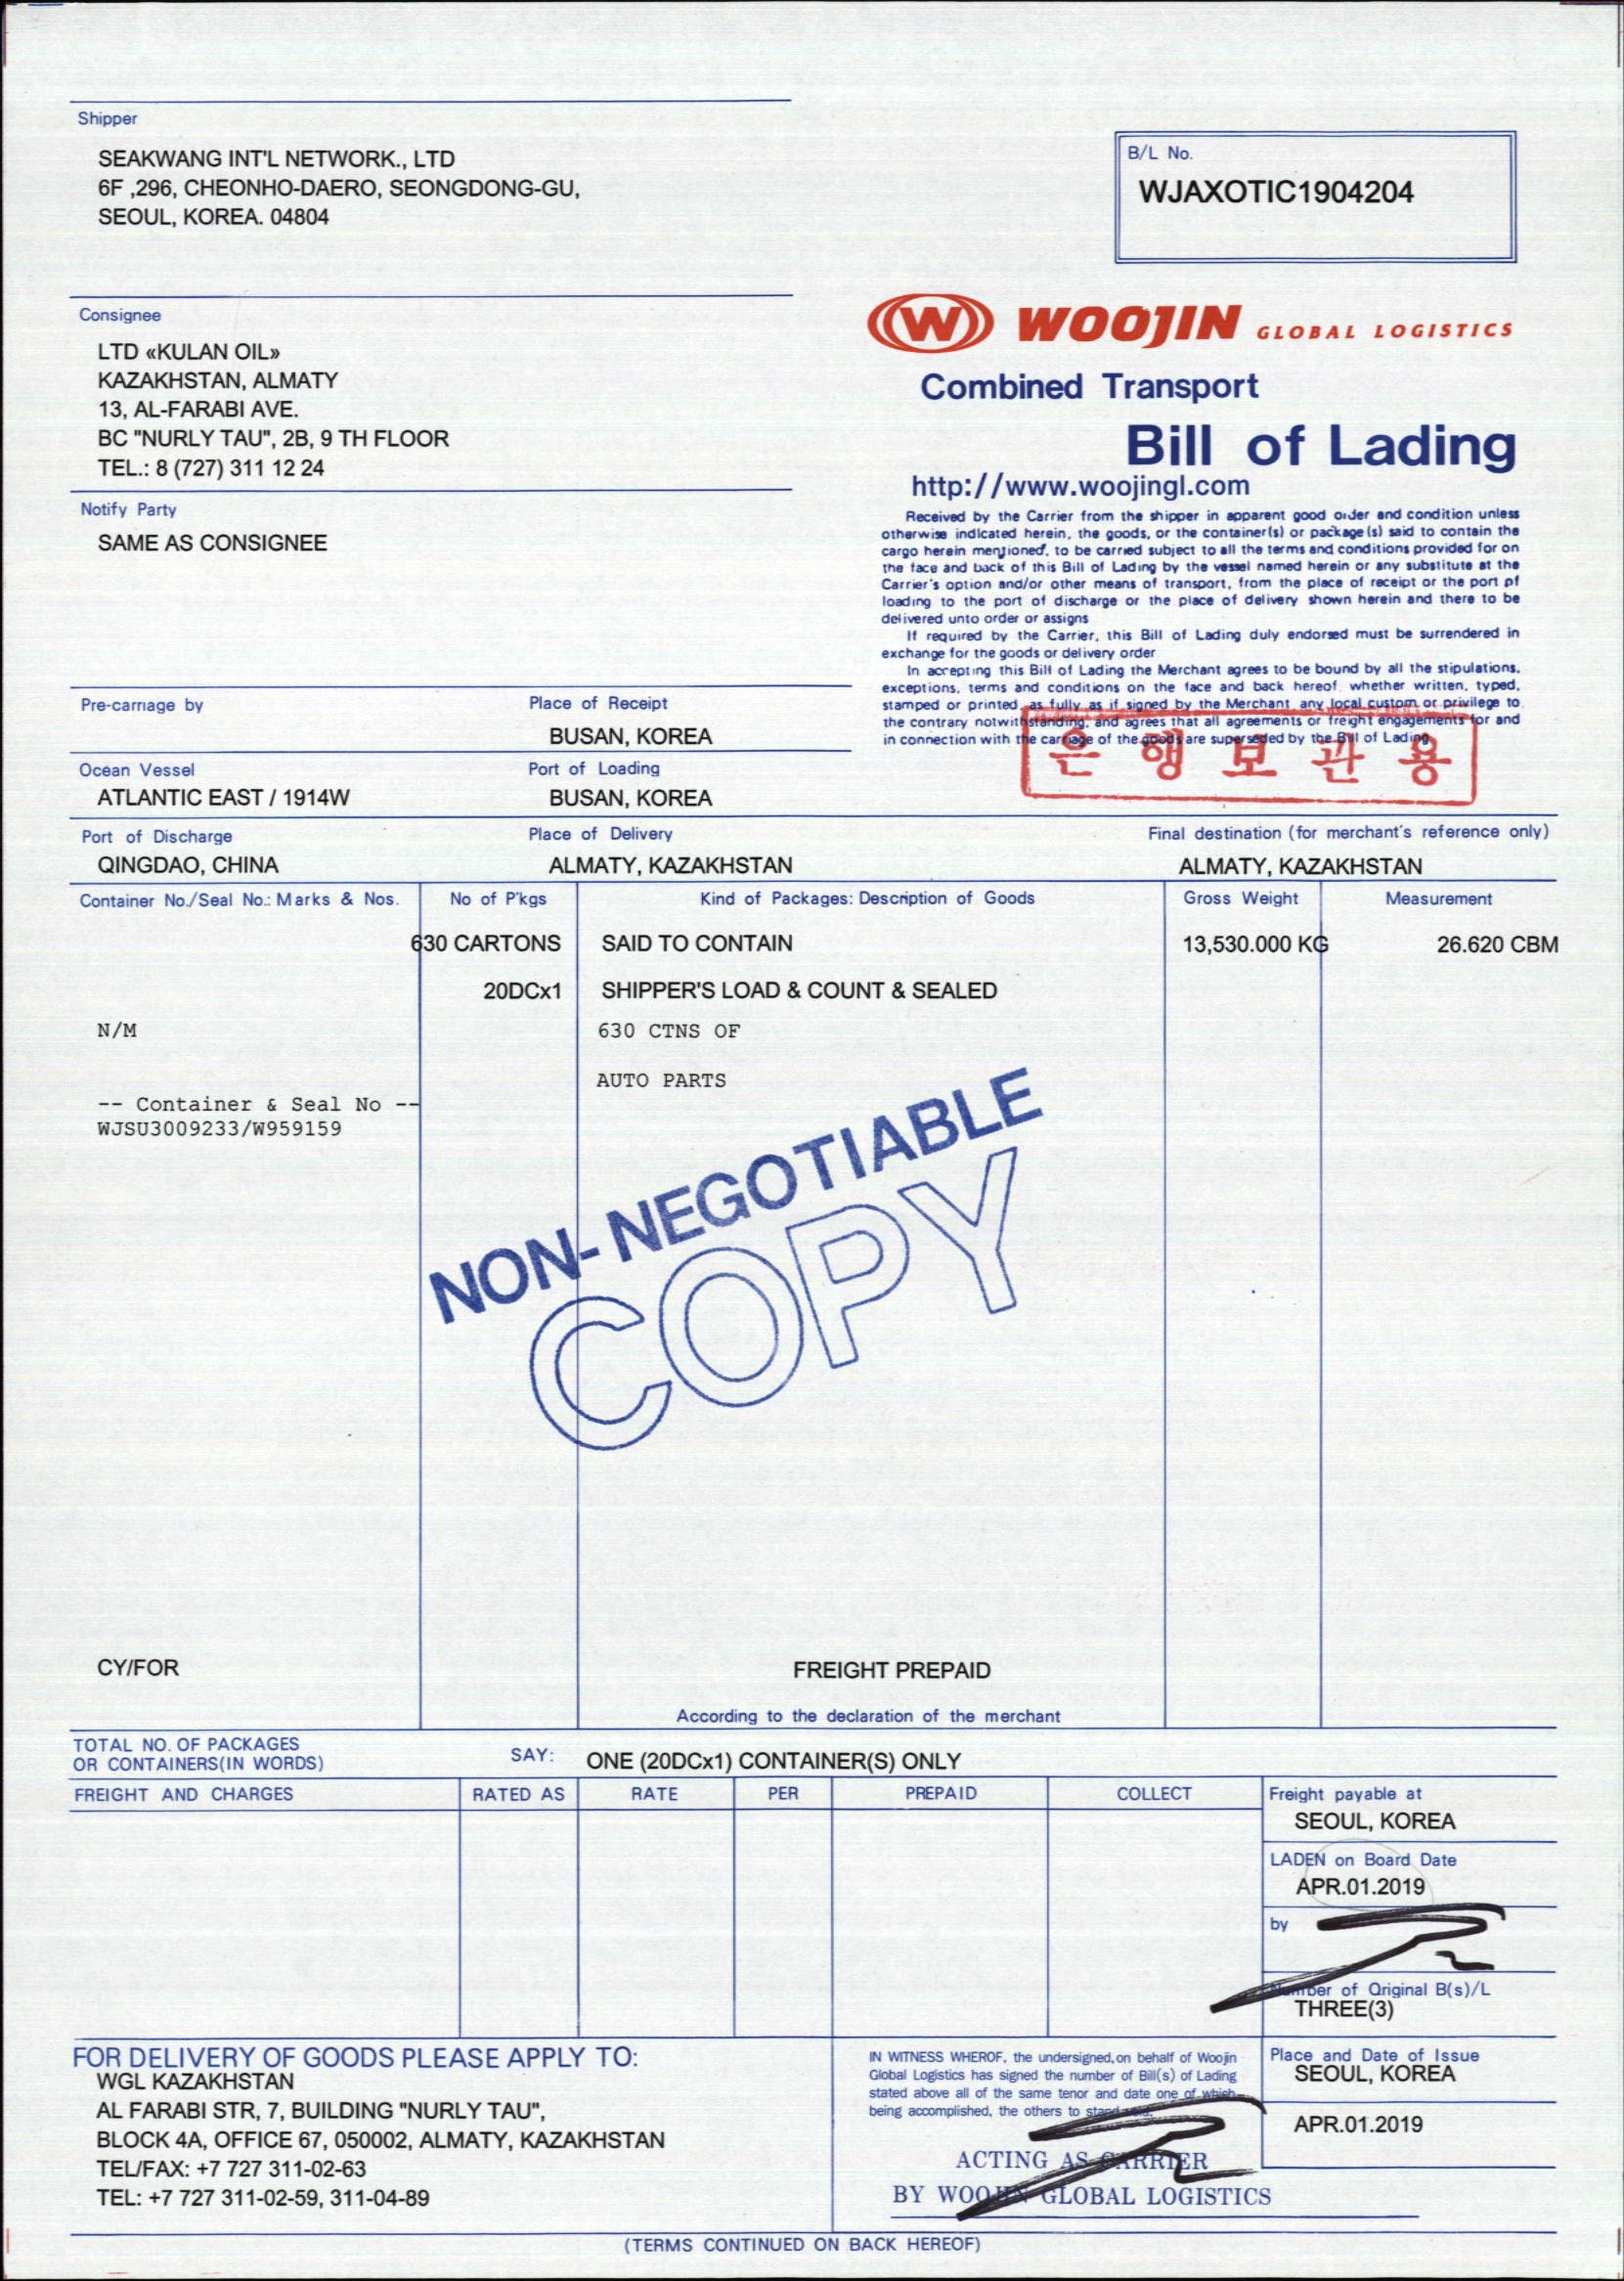 Shipper
SEAKWANG INT'L NETWORK., LTD
6F ,296, CHEONHO-DAERO, SEONGDONG-GU,
SEOUL, KOREA. 04804
B/L No.
WJAXOTIC1904204
Consignee
LTD «KULAN OIL»
KAZAKHSTAN, ALMATY
13, AL-FARABI AVE.
BC "NURLY TAU", 2B, 9 TH FLOOR
TEL.: 8 (727) 311 12 24
W WOOJIN GLOBAL LOGISTICS
Combined Transport
Bill of Lading
http://www.woojingl.com
Notify Party
SAME AS CONSIGNEE
Received by the Carrier from the shipper in apparent good order and condition unless
otherwise indicated herein, the goods, or the container(s) or package(s) said to contain the
cargo herein mentioned, to be carried subject to all the terms and conditions provided for on
the face and back of this Bill of Lading by the vessel named herein or any substitute at the
Carrier's option and/or other means of transport, from the place of receipt or the port of
loading to the port of discharge or the place of delivery shown herein and there to be
delivered unto order or assigns
If required by the Carrier, this Bill of Lading duly endorsed must be surrendered in
exchange for the goods or delivery order
In accepting this Bill of Lading the Merchant agrees to be bound by all the stipulations,
exceptions, terms and conditions on the face and back hereof, whether written, typed,
stamped or printed, as fully as if signed by the Merchant, any local custom or privilege to
the contrary notwithstanding, and agrees that all agreements or freight engagements for and
in connection with the carriage of the goods are superseded by the Bill of Lading
은행보관용
Pre-carriage by
Place of Receipt
BUSAN, KOREA
Ocean Vessel
Port of Loading
ATLANTIC EAST / 1914W
BUSAN, KOREA
Port of Discharge
Place of Delivery
Final destination (for merchant's reference only)
QINGDAO, CHINA
ALMATY, KAZAKHSTAN
ALMATY, KAZAKHSTAN
Container No./Seal No.: Marks & Nos.
No of P'kgs
Kind of Packages: Description of Goods
Gross Weight
Measurement
630 CARTONS
SAID TO CONTAIN
13,530.000 KG
26.620 CBM
20DCx1
SHIPPER'S LOAD & COUNT & SEALED
N/M
630 CTNS OF
AUTO PARTS
-- Container & Seal No --
WJSU3009233/W959159
NON-NEGOTIABLE
COPY
CY/FOR
FREIGHT PREPAID
According to the declaration of the merchant
TOTAL NO. OF PACKAGES
OR CONTAINERS(IN WORDS)
SAY:
ONE (20DCx1) CONTAINER(S) ONLY
FREIGHT AND CHARGES
RATED AS
RATE
PER
PREPAID
COLLECT
Freight payable at
SEOUL, KOREA
LADEN on Board Date
APR.01.2019
by
Number of Original B(s)/L
THREE(3)
FOR DELIVERY OF GOODS PLEASE APPLY TO:
WGL KAZAKHSTAN
AL FARABI STR, 7, BUILDING "NURLY TAU",
BLOCK 4A, OFFICE 67, 050002, ALMATY, KAZAKHSTAN
TEL/FAX: +7 727 311-02-63
TEL: +7 727 311-02-59, 311-04-89
IN WITNESS WHEREOF, the undersigned, on behalf of Woojin
Global Logistics has signed the number of Bill(s) of Lading
stated above all of the same tenor and date one of which
being accomplished, the others to stand void.
ACTING AS CARRIER
BY WOOJIN GLOBAL LOGISTICS
Place and Date of Issue
SEOUL, KOREA
APR.01.2019
(TERMS CONTINUED ON BACK HEREOF)